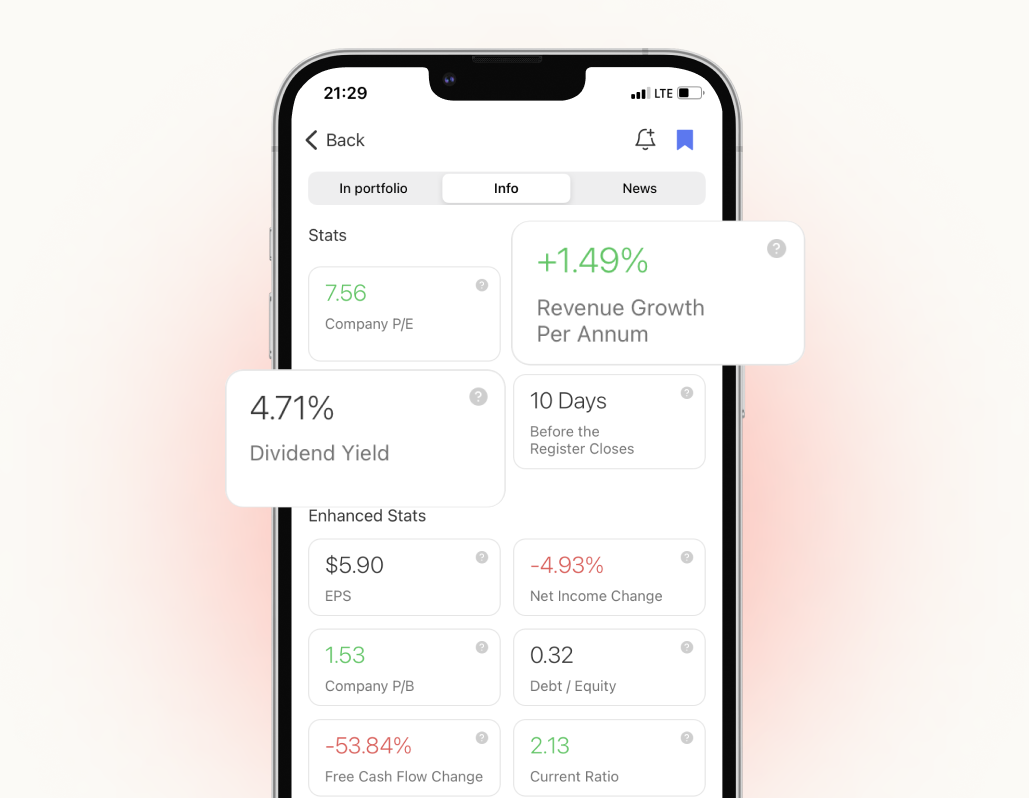 21:29
LTE
Back
In portfolio
Info
News
Stats
7.56
?
Company P/E
+1.49%
?
Revenue Growth
Per Annum
4.71%
?
Dividend Yield
10 Days
?
Before the
Register Closes
Enhanced Stats
$5.90
?
EPS
-4.93%
?
Net Income Change
1.53
?
Company P/B
0.32
?
Debt / Equity
-53.84%
?
Free Cash Flow Change
2.13
?
Current Ratio